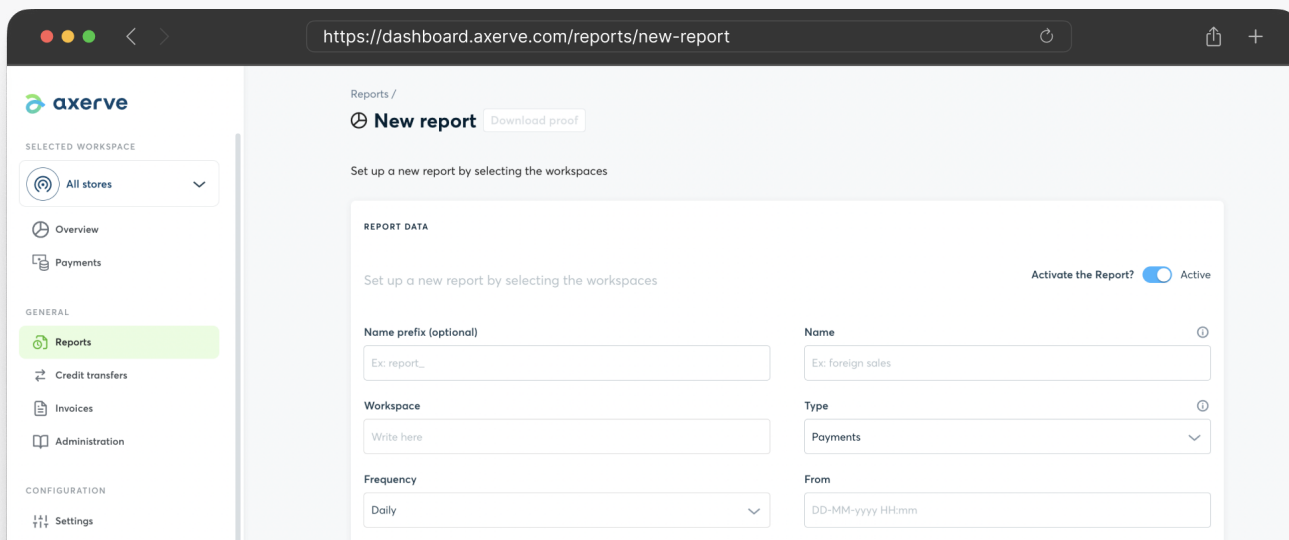 https://dashboard.axerve.com/reports/new-report
axerve
SELECTED WORKSPACE
All stores
Overview
Payments
GENERAL
Reports
Credit transfers
Invoices
Administration
CONFIGURATION
Settings
Reports /
New report
Download proof
Set up a new report by selecting the workspaces
REPORT DATA
Set up a new report by selecting the workspaces
Activate the Report?
Active
Name prefix (optional)
Ex: report_
Name
Ex: foreign sales
Workspace
Write here
Type
Payments
Frequency
Daily
From
DD-MM-yyyy HH:mm